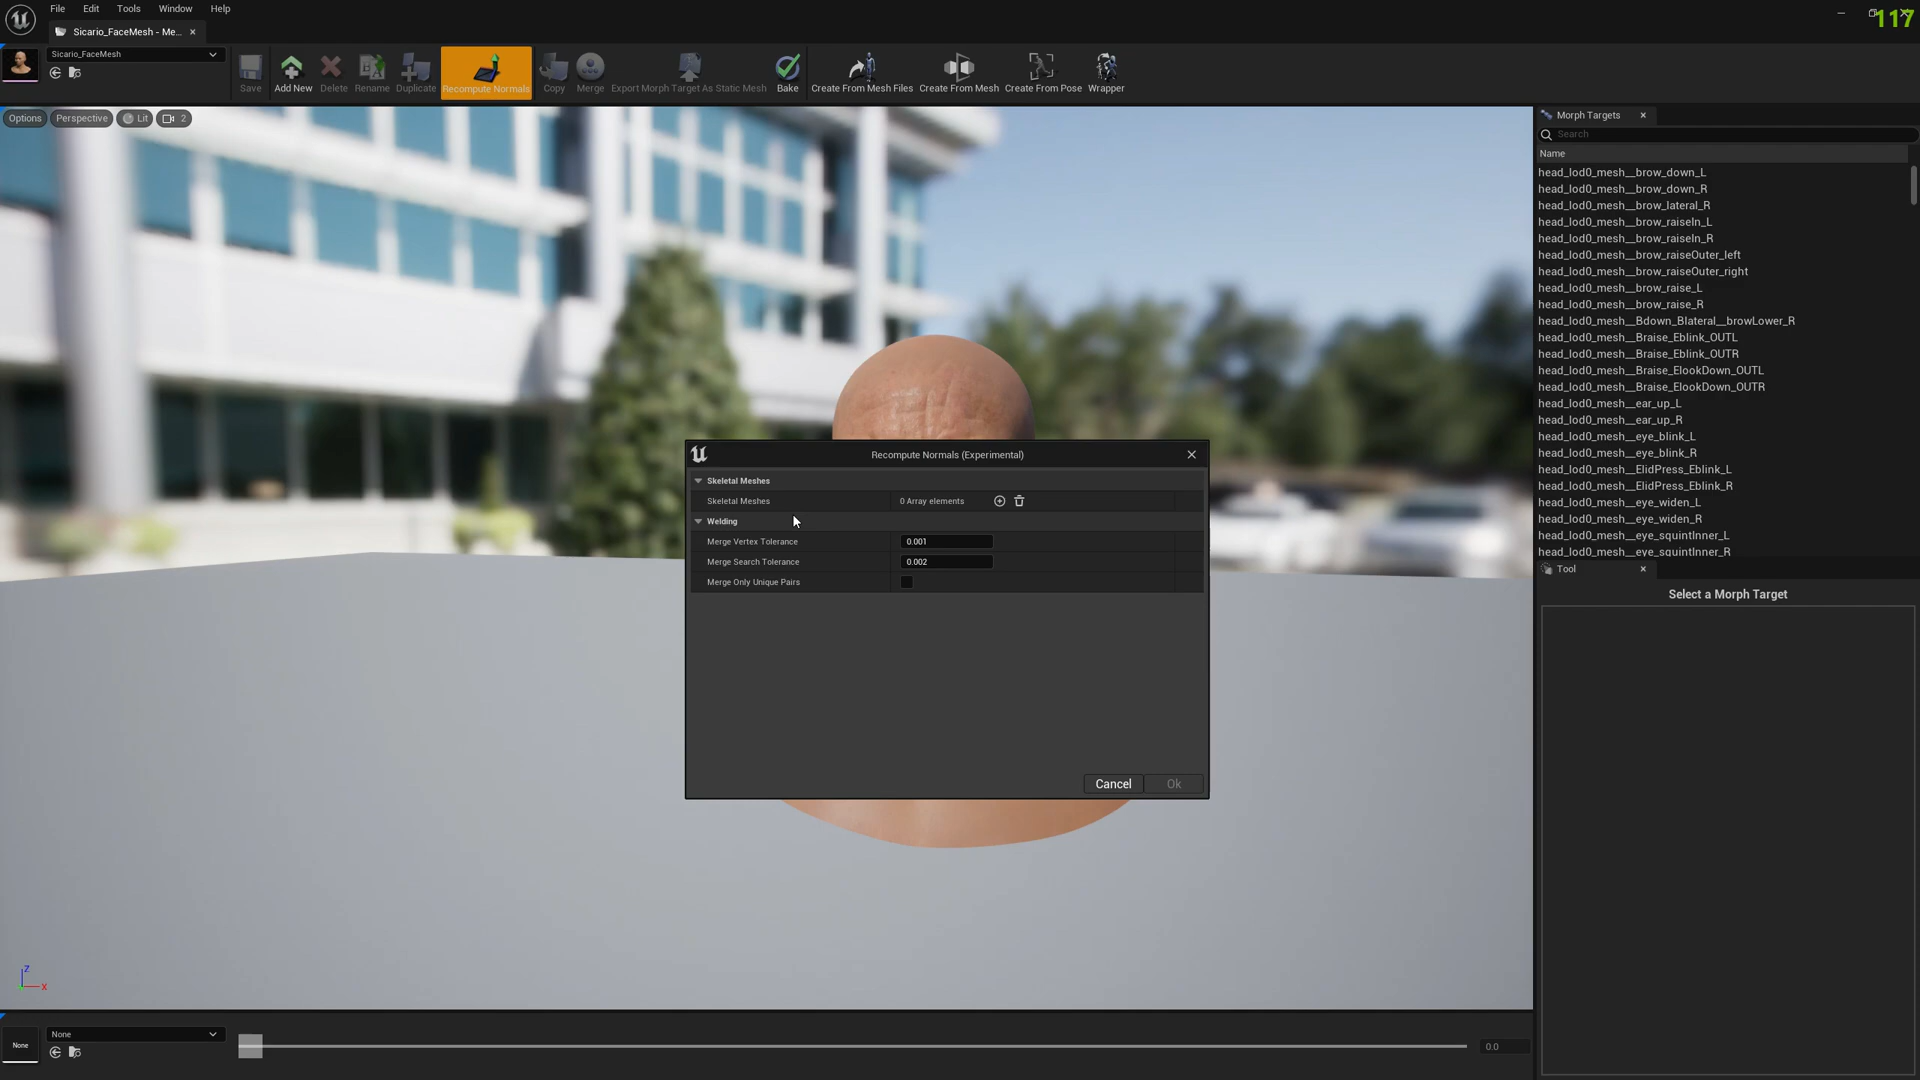 File Edit Tools Window Help
117
Sicario_FaceMesh - Me...
Sicario_FaceMesh
Save
Add New
Delete
Rename
Duplicate
Recompute Normals
Copy
Merge
Export Morph Target As Static Mesh
Bake
Create From Mesh Files
Create From Mesh
Create From Pose
Wrapper
Options
Perspective
Lit
2
Morph Targets
Search
Name
head_lod0_mesh__brow_down_L
head_lod0_mesh__brow_down_R
head_lod0_mesh__brow_lateral_R
head_lod0_mesh__brow_raiseIn_L
head_lod0_mesh__brow_raiseIn_R
head_lod0_mesh__brow_raiseOuter_left
head_lod0_mesh__brow_raiseOuter_right
head_lod0_mesh__brow_raise_L
head_lod0_mesh__brow_raise_R
head_lod0_mesh__Bdown_Blateral__browLower_R
head_lod0_mesh__Braise_Eblink_OUTL
head_lod0_mesh__Braise_Eblink_OUTR
head_lod0_mesh__Braise_ElookDown_OUTL
head_lod0_mesh__Braise_ElookDown_OUTR
head_lod0_mesh__ear_up_L
head_lod0_mesh__ear_up_R
head_lod0_mesh__eye_blink_L
head_lod0_mesh__eye_blink_R
head_lod0_mesh__ElidPress_Eblink_L
head_lod0_mesh__ElidPress_Eblink_R
head_lod0_mesh__eye_widen_L
head_lod0_mesh__eye_widen_R
head_lod0_mesh__eye_squintInner_L
head_lod0_mesh__eye_squintInner_R
Recompute Normals (Experimental)
Skeletal Meshes
Skeletal Meshes 0 Array elements
Welding
Merge Vertex Tolerance 0.001
Merge Search Tolerance 0.002
Merge Only Unique Pairs
Cancel Ok
Tool
Select a Morph Target
Z
X
None
None
0.0